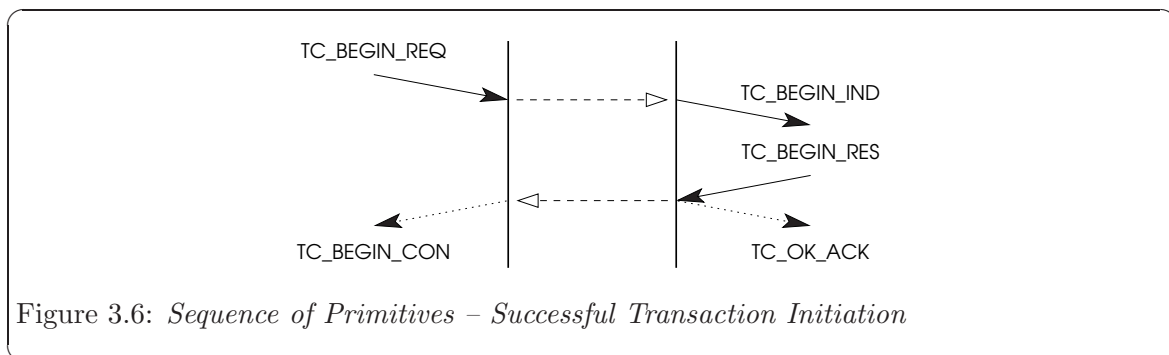 TC_BEGIN_REQ
TC_BEGIN_IND
TC_BEGIN_RES
TC_BEGIN_CON
TC_OK_ACK
Figure 3.6: Sequence of Primitives – Successful Transaction Initiation